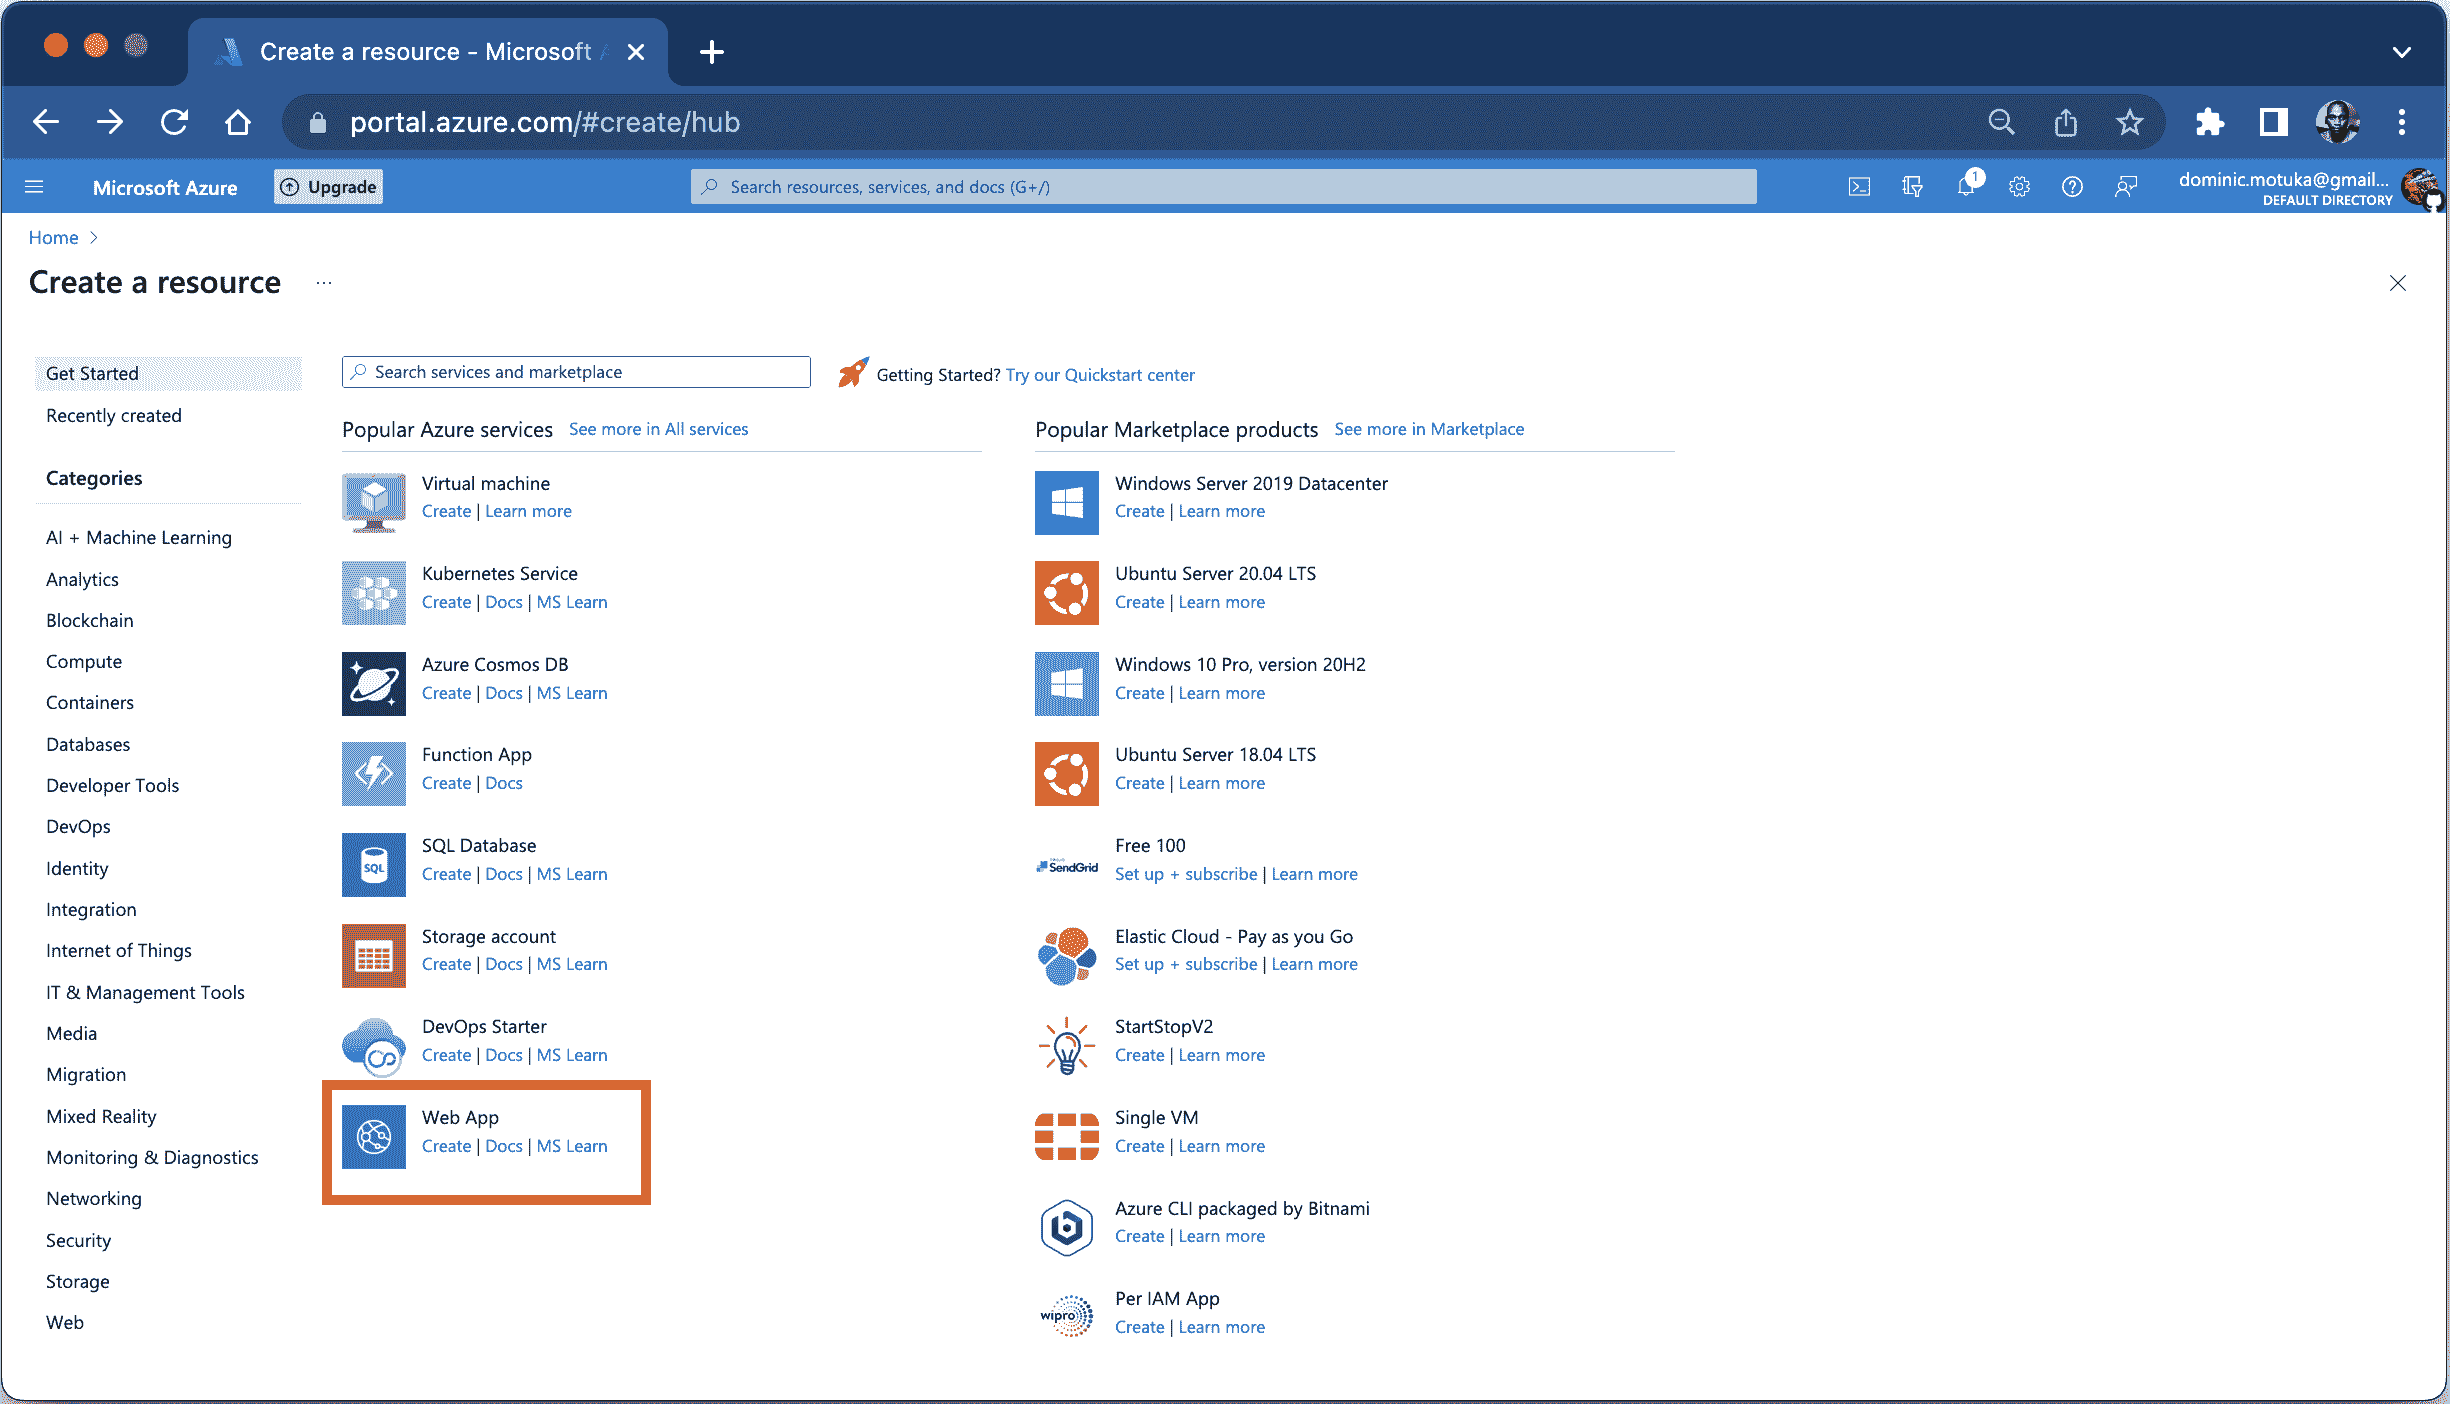 Create a resource - Microsoft
portal.azure.com/#create/hub
Microsoft Azure
Upgrade
Search resources, services, and docs (G+/)
1
dominic.motuka@gmail...
DEFAULT DIRECTORY
Home
Create a resource
...
Get Started
Recently created
Categories
AI + Machine Learning
Analytics
Blockchain
Compute
Containers
Databases
Developer Tools
DevOps
Identity
Integration
Internet of Things
IT & Management Tools
Media
Migration
Mixed Reality
Monitoring & Diagnostics
Networking
Security
Storage
Web
Search services and marketplace
Getting Started? Try our Quickstart center
Popular Azure services See more in All services
Virtual machine
Create | Learn more
Kubernetes Service
Create | Docs | MS Learn
Azure Cosmos DB
Create | Docs | MS Learn
Function App
Create | Docs
SQL
SQL Database
Create | Docs | MS Learn
Storage account
Create | Docs | MS Learn
DevOps Starter
Create | Docs | MS Learn
Web App
Create | Docs | MS Learn
Popular Marketplace products See more in Marketplace
Windows Server 2019 Datacenter
Create | Learn more
Ubuntu Server 20.04 LTS
Create | Learn more
Windows 10 Pro, version 20H2
Create | Learn more
Ubuntu Server 18.04 LTS
Create | Learn more
SendGrid
Free 100
Set up + subscribe | Learn more
Elastic Cloud - Pay as you Go
Set up + subscribe | Learn more
StartStopV2
Create | Learn more
Single VM
Create | Learn more
b
Azure CLI packaged by Bitnami
Create | Learn more
wipro
Per IAM App
Create | Learn more